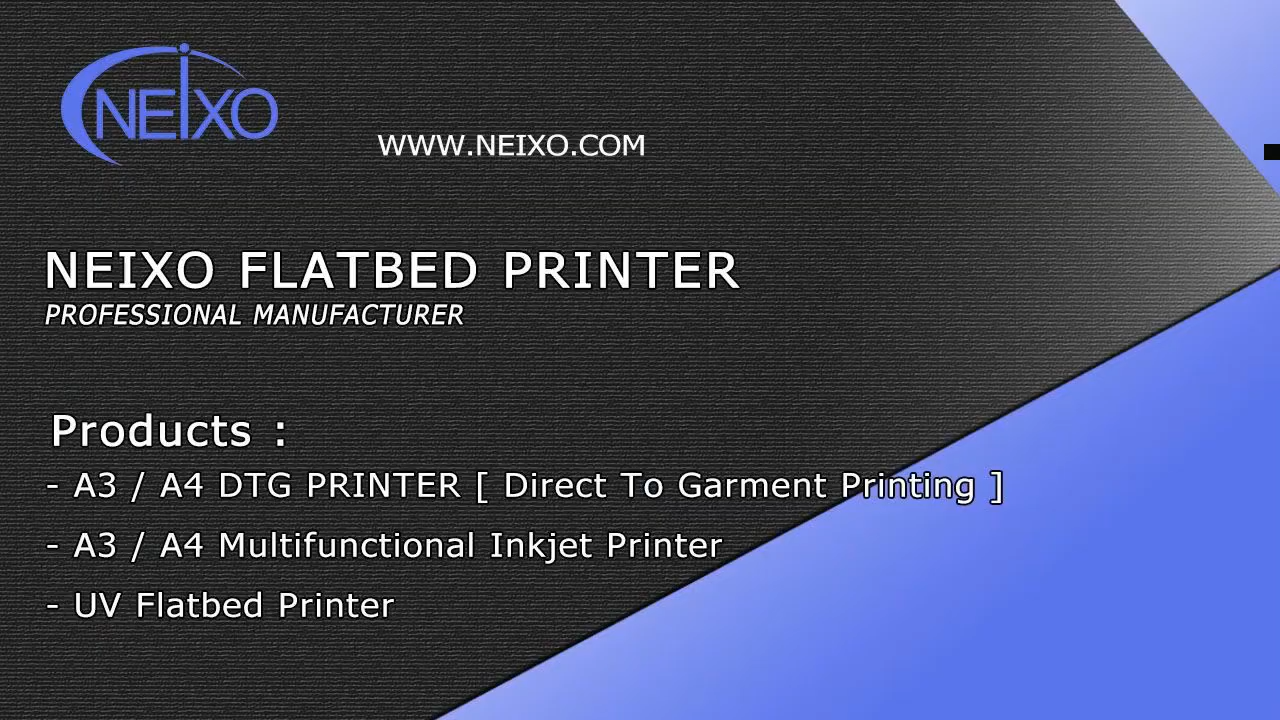 NEIXO
WWW.NEIXO.COM
NEIXO FLATBED PRINTER
PROFESSIONAL MANUFACTURER
Products :
- A3 / A4 DTG PRINTER [ Direct To Garment Printing ]
- A3 / A4 Multifunctional Inkjet Printer
- UV Flatbed Printer